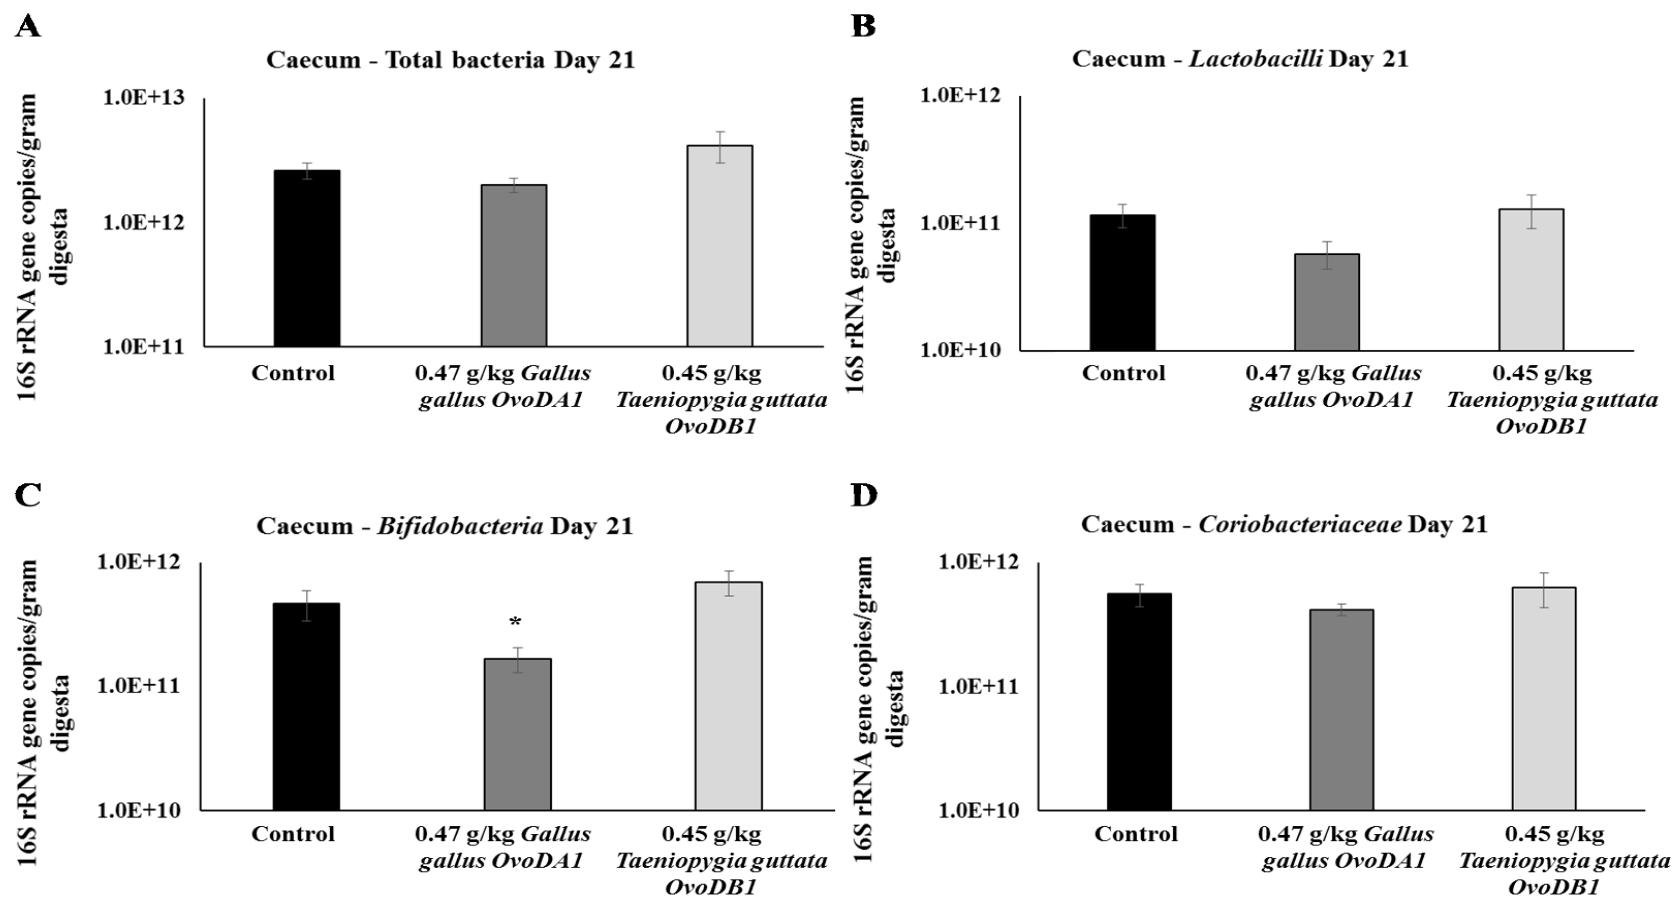 A
Caecum - Total bacteria Day 21
16S rRNA gene copies/gram
digesta
1.0E+13
1.0E+12
1.0E+11
Control
0.47 g/kg Gallus
gallus OvoDA1
0.45 g/kg
Taeniopygia guttata
OvoDB1
B
Caecum - Lactobacilli Day 21
16S rRNA gene copies/gram
digesta
1.0E+12
1.0E+11
1.0E+10
Control
0.47 g/kg Gallus
gallus OvoDA1
0.45 g/kg
Taeniopygia guttata
OvoDB1
C
Caecum - Bifidobacteria Day 21
16S rRNA gene copies/gram
digesta
1.0E+12
1.0E+11
1.0E+10
*
Control
0.47 g/kg Gallus
gallus OvoDA1
0.45 g/kg
Taeniopygia guttata
OvoDB1
D
Caecum - Coriobacteriaceae Day 21
16S rRNA gene copies/gram
digesta
1.0E+12
1.0E+11
1.0E+10
Control
0.47 g/kg Gallus
gallus OvoDA1
0.45 g/kg
Taeniopygia guttata
OvoDB1